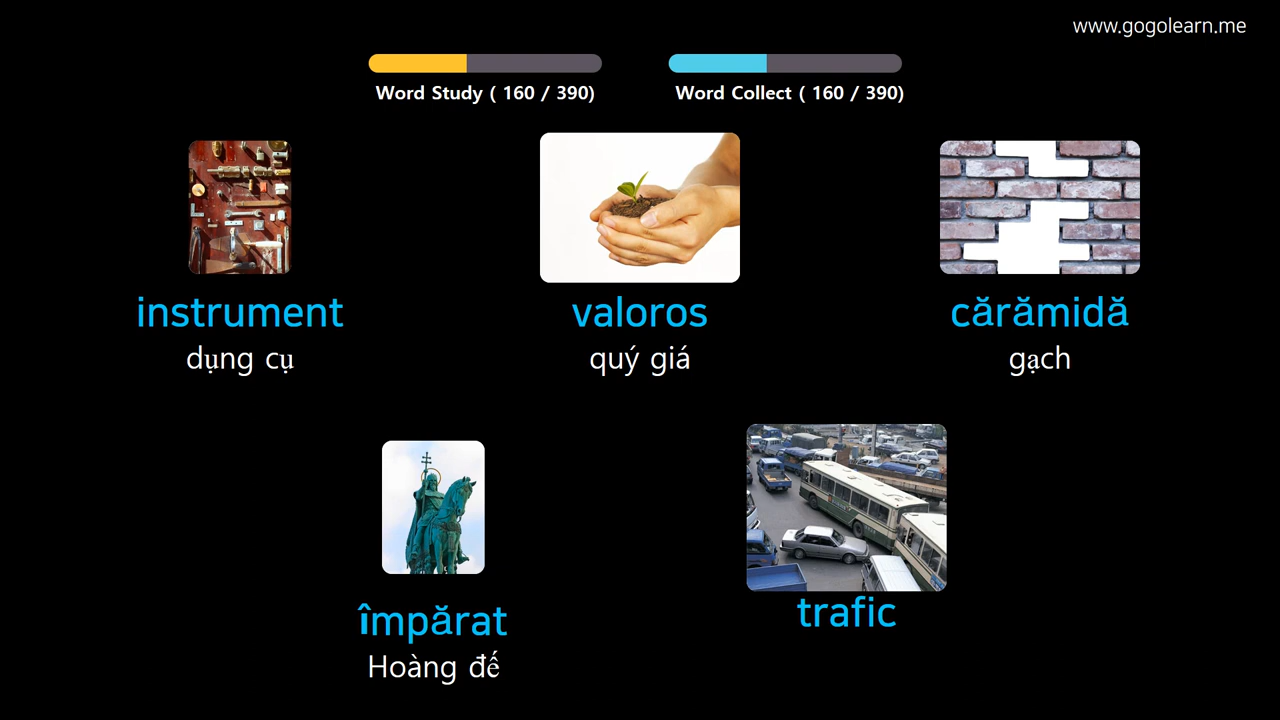 www.gogolearn.me
Word Study ( 160 / 390)
Word Collect ( 160 / 390)
instrument
dụng cụ
valoros
quý giá
cărămidă
gạch
împărat
Hoàng đế
trafic